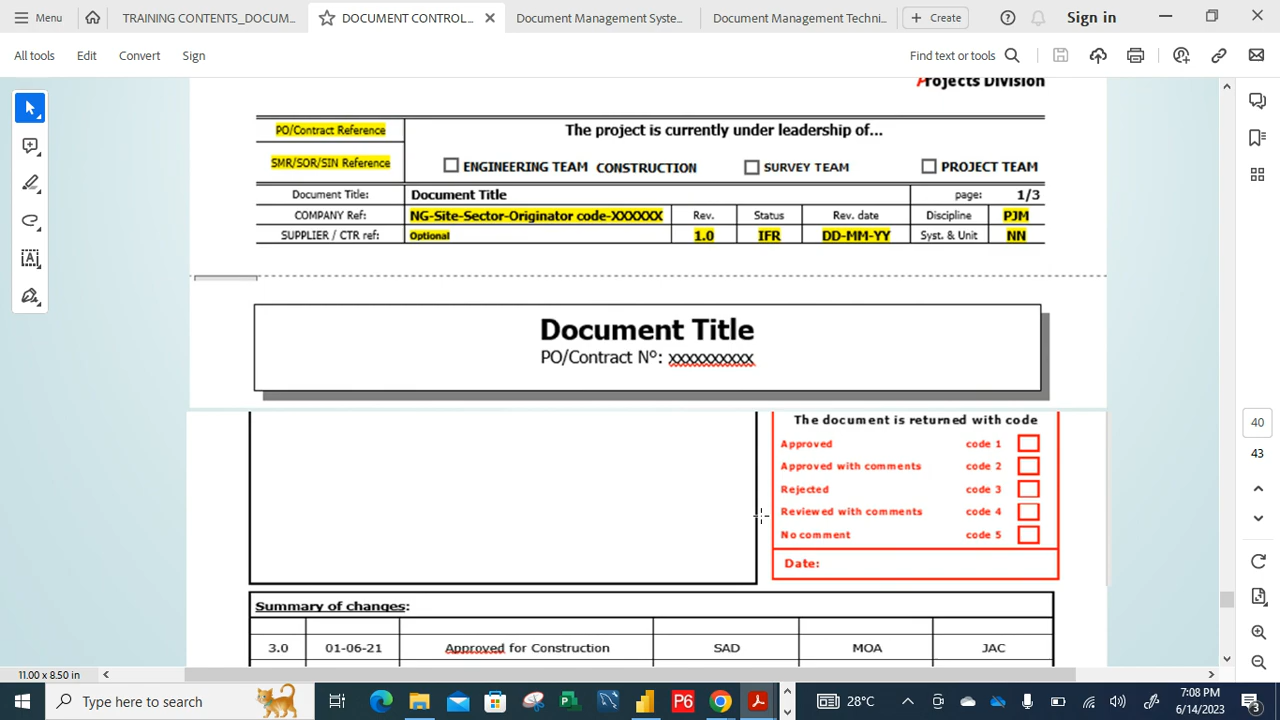 Menu
TRAINING CONTENTS_DOCUM...
DOCUMENT CONTROL...
Document Management Syste...
Document Management Techni...
Create
Sign in
All tools
Edit
Convert
Sign
Find text or tools
Projects Division
PO/Contract Reference
The project is currently under leadership of...
SMR/SOR/SIN Reference
ENGINEERING TEAM CONSTRUCTION SURVEY TEAM PROJECT TEAM
Document Title: Document Title page: 1/3
COMPANY Ref: NG-Site-Sector-Originator code-XXXXXX Rev. Status Rev. date Discipline PJM
SUPPLIER / CTR ref: Optional 1.0 IFR DD-MM-YY Syst. & Unit NN
Document Title
PO/Contract Nº: xxxxxxxxxx
The document is returned with code
Approved code 1
Approved with comments code 2
Rejected code 3
Reviewed with comments code 4
No comment code 5
Date:
Summary of changes:
3.0 01-06-21 Approved for Construction SAD MOA JAC
40
43
11.00 x 8.50 in
Type here to search
P6
28°C
7:08 PM
6/14/2023
3